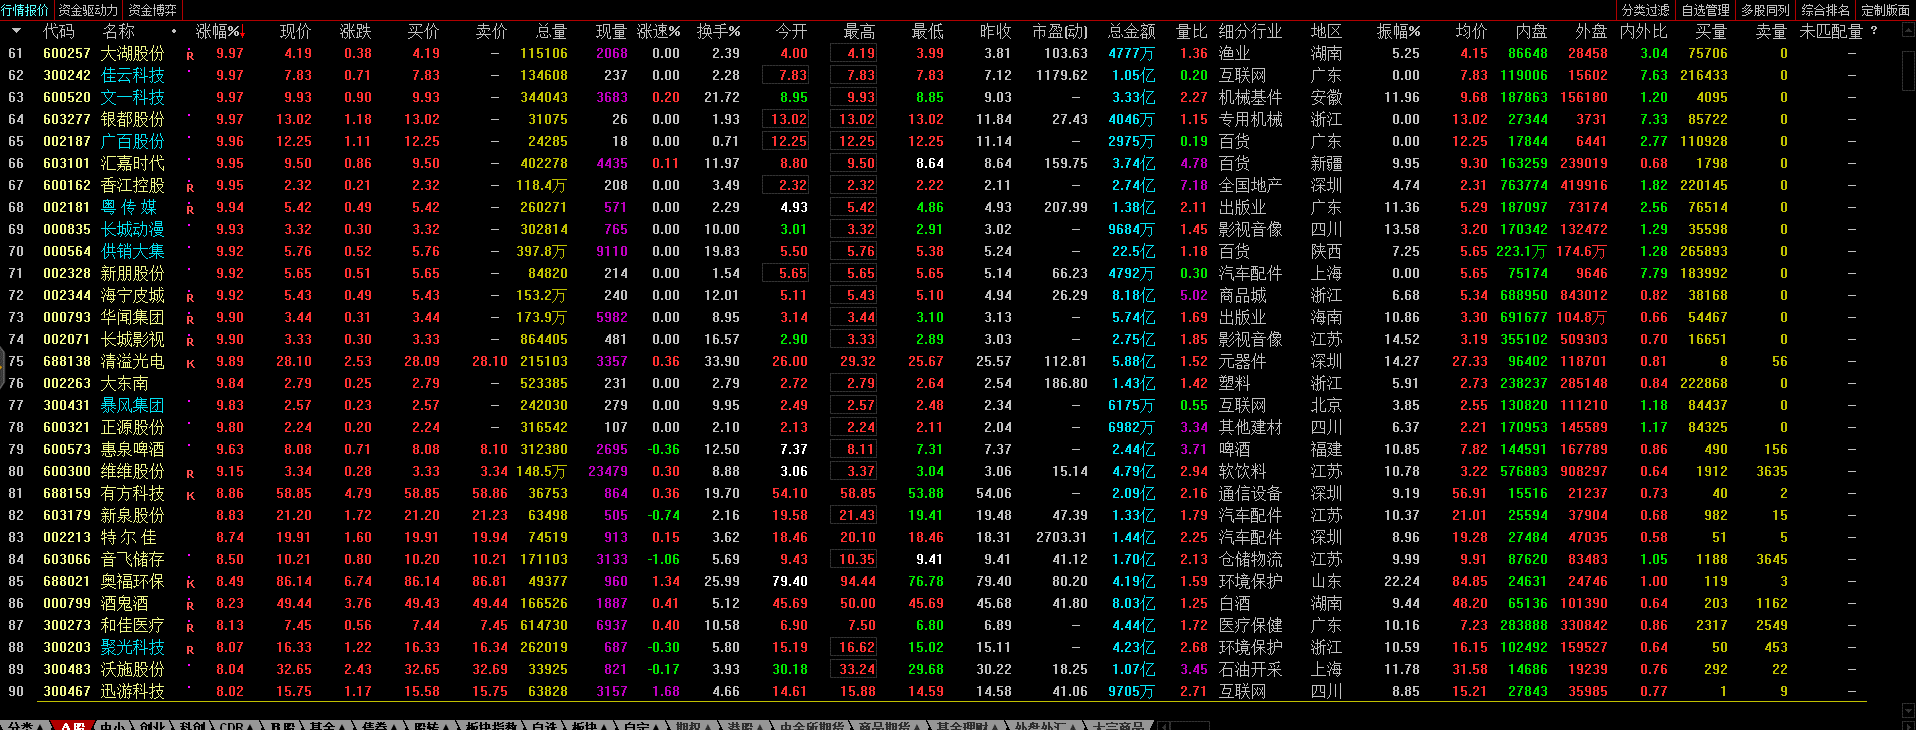 行情报价 资金驱动力 资金博弈 分类过滤 自选管理 多股同列 综合排名 定制版面
代码 名称 涨幅%↓ 现价 涨跌 买价 卖价 总量 现量 涨速% 换手% 今开 最高 最低 昨收 市盈(动) 总金额 量比 细分行业 地区 振幅% 均价 内盘 外盘 内外比 买量 卖量 未匹配量 ?
61 600257 大湖股份 R 9.97 4.19 0.38 4.19 — 115106 2068 0.00 2.39 4.00 4.19 3.99 3.81 103.63 4777万 1.36 渔业 湖南 5.25 4.15 86648 28458 3.04 75706 0 —
62 300242 佳云科技 9.97 7.83 0.71 7.83 — 134608 237 0.00 2.28 7.83 7.83 7.83 7.12 1179.62 1.05亿 0.20 互联网 广东 0.00 7.83 119006 15602 7.63 216433 0 —
63 600520 文一科技 9.97 9.93 0.90 9.93 — 344043 3683 0.20 21.72 8.95 9.93 8.85 9.03 — 3.33亿 2.27 机械基件 安徽 11.96 9.68 187863 156180 1.20 4095 0 —
64 603277 银都股份 9.97 13.02 1.18 13.02 — 31075 26 0.00 1.93 13.02 13.02 13.02 11.84 27.43 4046万 1.15 专用机械 浙江 0.00 13.02 27344 3731 7.33 85722 0 —
65 002187 广百股份 9.96 12.25 1.11 12.25 — 24285 18 0.00 0.71 12.25 12.25 12.25 11.14 — 2975万 0.19 百货 广东 0.00 12.25 17844 6441 2.77 110928 0 —
66 603101 汇嘉时代 9.95 9.50 0.86 9.50 — 402278 4435 0.11 11.97 8.80 9.50 8.64 8.64 159.75 3.74亿 4.78 百货 新疆 9.95 9.30 163259 239019 0.68 1798 0 —
67 600162 香江控股 R 9.95 2.32 0.21 2.32 — 118.4万 208 0.00 3.49 2.32 2.32 2.22 2.11 — 2.74亿 7.18 全国地产 深圳 4.74 2.31 763774 419916 1.82 220145 0 —
68 002181 粤 传 媒 R 9.94 5.42 0.49 5.42 — 260271 571 0.00 2.29 4.93 5.42 4.86 4.93 207.99 1.38亿 2.11 出版业 广东 11.36 5.29 187097 73174 2.56 76514 0 —
69 000835 长城动漫 9.93 3.32 0.30 3.32 — 302814 765 0.00 10.00 3.01 3.32 2.91 3.02 — 9684万 1.45 影视音像 四川 13.58 3.20 170342 132472 1.29 35598 0 —
70 000564 供销大集 9.92 5.76 0.52 5.76 — 397.8万 9110 0.00 19.83 5.50 5.76 5.38 5.24 — 22.5亿 1.18 百货 陕西 7.25 5.65 223.1万 174.6万 1.28 265893 0 —
71 002328 新朋股份 9.92 5.65 0.51 5.65 — 84820 214 0.00 1.54 5.65 5.65 5.65 5.14 66.23 4792万 0.30 汽车配件 上海 0.00 5.65 75174 9646 7.79 183992 0 —
72 002344 海宁皮城 R 9.92 5.43 0.49 5.43 — 153.2万 240 0.00 12.01 5.11 5.43 5.10 4.94 26.29 8.18亿 5.02 商品城 浙江 6.68 5.34 688950 843012 0.82 38168 0 —
73 000793 华闻集团 R 9.90 3.44 0.31 3.44 — 173.9万 5982 0.00 8.95 3.14 3.44 3.10 3.13 — 5.74亿 1.69 出版业 海南 10.86 3.30 691677 104.8万 0.66 54467 0 —
74 002071 长城影视 R 9.90 3.33 0.30 3.33 — 864405 481 0.00 16.57 2.90 3.33 2.89 3.03 — 2.75亿 1.85 影视音像 江苏 14.52 3.19 355102 509303 0.70 16651 0 —
75 688138 清溢光电 K 9.89 28.10 2.53 28.09 28.10 215103 3357 0.36 33.90 26.00 29.32 25.67 25.57 112.81 5.88亿 1.52 元器件 深圳 14.27 27.33 96402 118701 0.81 8 56 —
76 002263 大东南 9.84 2.79 0.25 2.79 — 523385 231 0.00 2.79 2.72 2.79 2.64 2.54 186.80 1.43亿 1.42 塑料 浙江 5.91 2.73 238237 285148 0.84 222868 0 —
77 300431 暴风集团 9.83 2.57 0.23 2.57 — 242030 279 0.00 9.95 2.49 2.57 2.48 2.34 — 6175万 0.55 互联网 北京 3.85 2.55 130820 111210 1.18 84437 0 —
78 600321 正源股份 9.80 2.24 0.20 2.24 — 316542 107 0.00 2.10 2.13 2.24 2.11 2.04 — 6982万 3.34 其他建材 四川 6.37 2.21 170953 145589 1.17 84325 0 —
79 600573 惠泉啤酒 9.63 8.08 0.71 8.08 8.10 312380 2695 -0.36 12.50 7.37 8.11 7.31 7.37 — 2.44亿 3.71 啤酒 福建 10.85 7.82 144591 167789 0.86 490 156 —
80 600300 维维股份 R 9.15 3.34 0.28 3.33 3.34 148.5万 23479 0.30 8.88 3.06 3.37 3.04 3.06 15.14 4.79亿 2.94 软饮料 江苏 10.78 3.22 576883 908297 0.64 1912 3635 —
81 688159 有方科技 K 8.86 58.85 4.79 58.85 58.86 36753 864 0.36 19.70 54.10 58.85 53.88 54.06 — 2.09亿 2.16 通信设备 深圳 9.19 56.91 15516 21237 0.73 40 2 —
82 603179 新泉股份 8.83 21.20 1.72 21.20 21.23 63498 505 -0.74 2.16 19.58 21.43 19.41 19.48 47.39 1.33亿 1.79 汽车配件 江苏 10.37 21.01 25594 37904 0.68 982 15 —
83 002213 特 尔 佳 8.74 19.91 1.60 19.91 19.94 74519 913 0.15 3.62 18.46 20.10 18.46 18.31 2703.31 1.44亿 2.25 汽车配件 深圳 8.96 19.28 27484 47035 0.58 51 5 —
84 603066 音飞储存 8.50 10.21 0.80 10.20 10.21 171103 3133 -1.06 5.69 9.43 10.35 9.41 9.41 41.12 1.70亿 2.13 仓储物流 江苏 9.99 9.91 87620 83483 1.05 1188 3645 —
85 688021 奥福环保 K 8.49 86.14 6.74 86.14 86.81 49377 960 1.34 25.99 79.40 94.44 76.78 79.40 80.20 4.19亿 1.59 环境保护 山东 22.24 84.85 24631 24746 1.00 119 3 —
86 000799 酒鬼酒 R 8.23 49.44 3.76 49.43 49.44 166526 1887 0.41 5.12 45.69 50.00 45.69 45.68 41.80 8.03亿 1.25 白酒 湖南 9.44 48.20 65136 101390 0.64 203 1162 —
87 300273 和佳医疗 R 8.13 7.45 0.56 7.44 7.45 614730 6937 0.40 10.58 6.90 7.50 6.80 6.89 — 4.44亿 1.72 医疗保健 广东 10.16 7.23 283888 330842 0.86 2317 2549 —
88 300203 聚光科技 R 8.07 16.33 1.22 16.33 16.34 262019 687 -0.30 5.80 15.19 16.62 15.02 15.11 — 4.23亿 2.68 环境保护 浙江 10.59 16.15 102492 159527 0.64 50 453 —
89 300483 沃施股份 8.04 32.65 2.43 32.65 32.69 33925 821 -0.17 3.93 30.18 33.24 29.68 30.22 18.25 1.07亿 3.45 石油开采 上海 11.78 31.58 14686 19239 0.76 292 22 —
90 300467 迅游科技 8.02 15.75 1.17 15.58 15.75 63828 3157 1.68 4.66 14.61 15.88 14.59 14.58 41.06 9705万 2.71 互联网 四川 8.85 15.21 27843 35985 0.77 1 9 —
分类 A股 中小 创业 科创 CDR B股 基金 债券 股转 板块指数 自选 板块 自定 期权 港股 中金所期货 商品期货 基金理财 外盘外汇 大宗商品